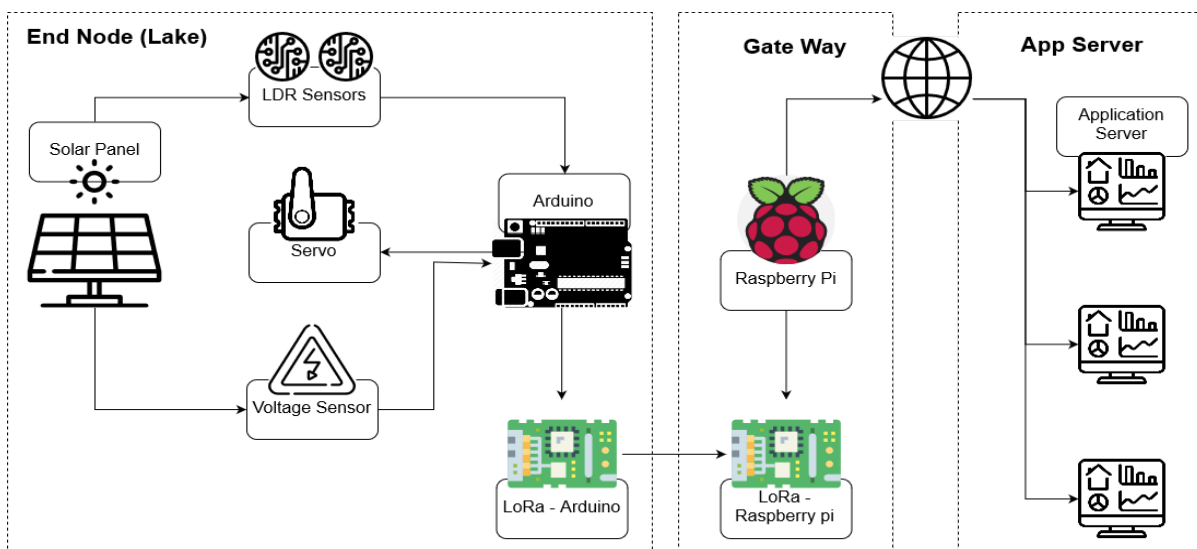 End Node (Lake)
Gate Way
App Server
LDR Sensors
Solar Panel
Application
Server
Arduino
Servo
Raspberry Pi
Voltage Sensor
LoRa - Arduino
LoRa -
Raspberry pi